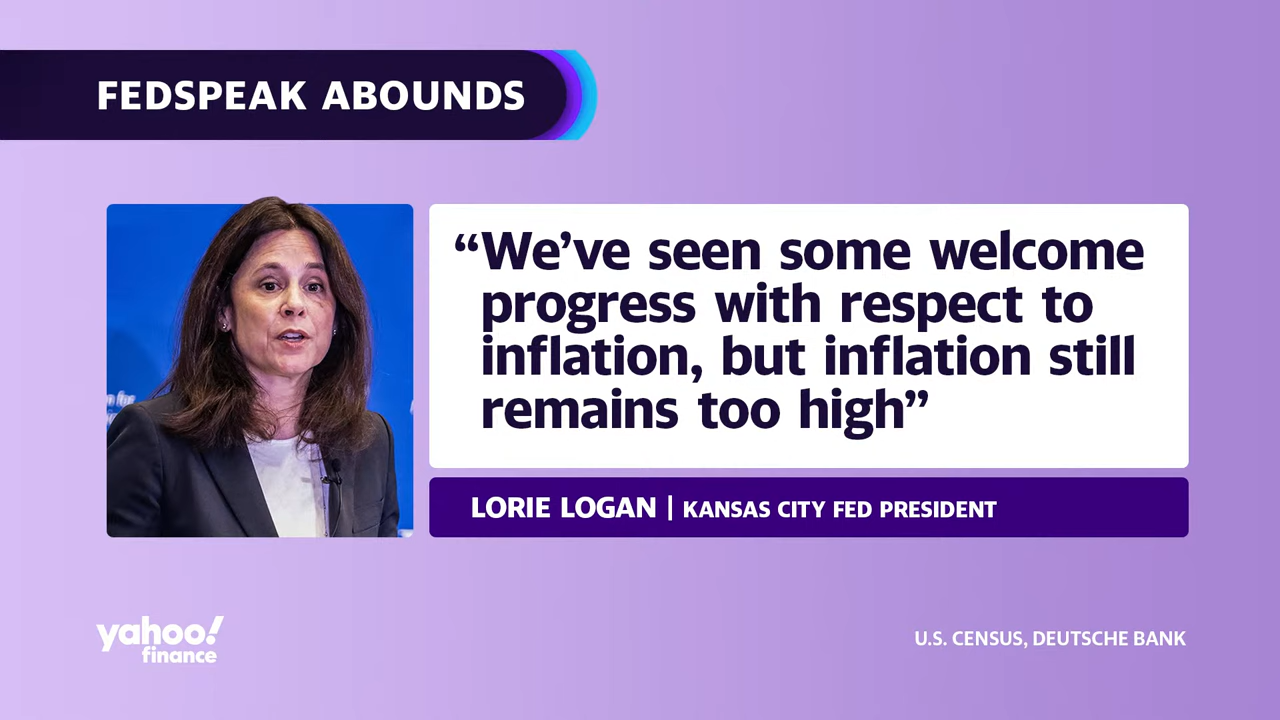 FEDSPEAK ABOUNDS
“We’ve seen some welcome
progress with respect to
inflation, but inflation still
remains too high”
LORIE LOGAN | KANSAS CITY FED PRESIDENT
yahoo!
finance
U.S. CENSUS, DEUTSCHE BANK